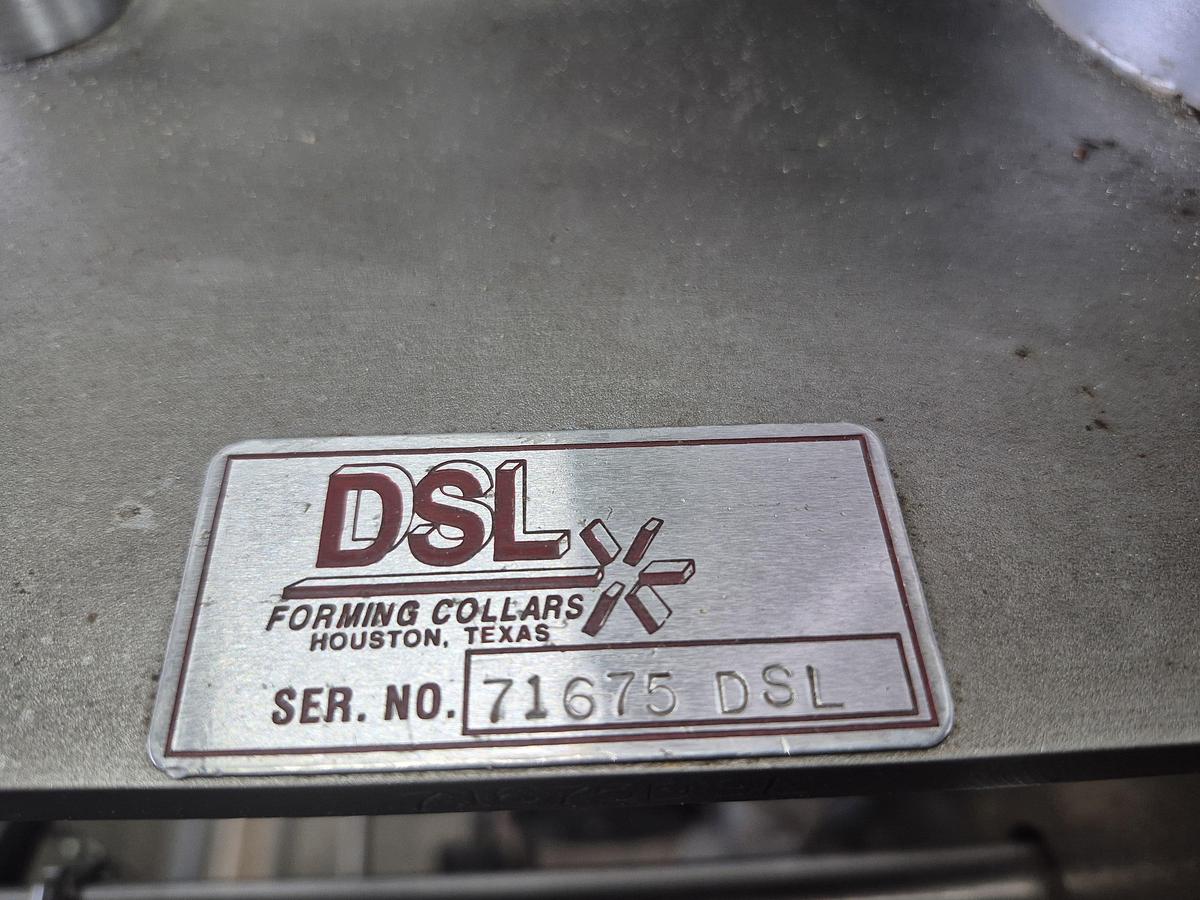 DSL
FORMING COLLARS
HOUSTON, TEXAS
SER. NO. 71675 DSL